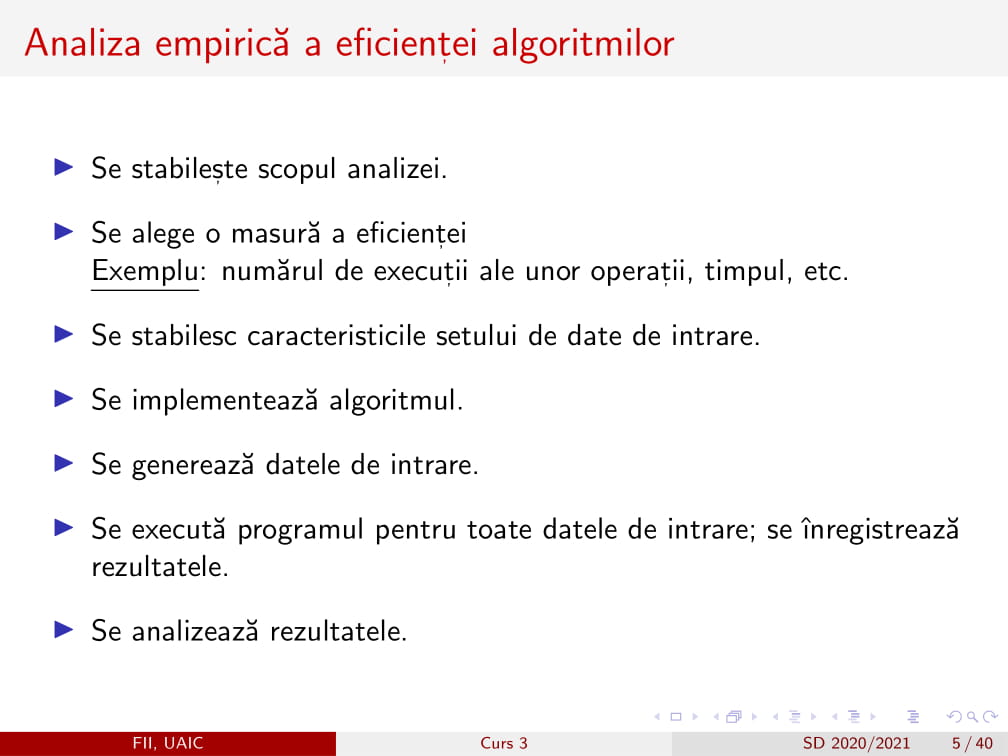 Analiza empirică a eficienței algoritmilor
Se stabilește scopul analizei.
Se alege o masură a eficienței
Exemplu: numărul de execuții ale unor operații, timpul, etc.
Se stabilesc caracteristicile setului de date de intrare.
Se implementează algoritmul.
Se generează datele de intrare.
Se execută programul pentru toate datele de intrare; se înregistrează
rezultatele.
Se analizează rezultatele.
FII, UAIC Curs 3 SD 2020/2021 5 / 40